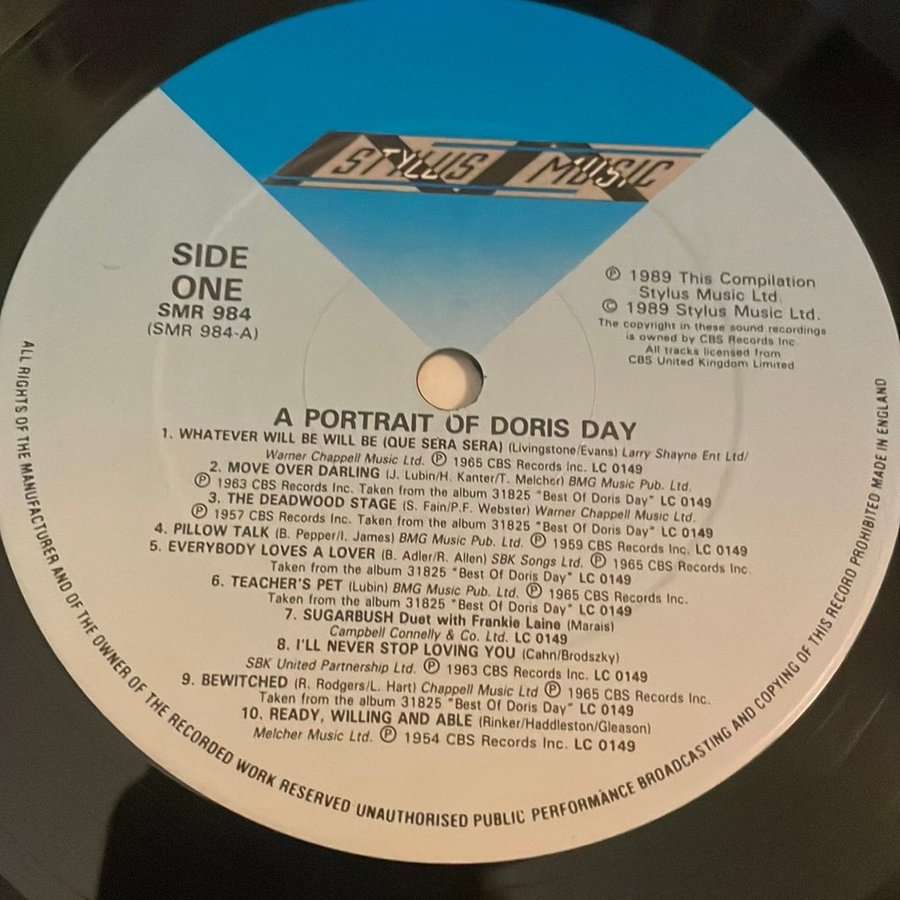 STYLUS MUSIC
SIDE
ONE
SMR 984
(SMR 984-A)
℗ 1989 This Compilation
Stylus Music Ltd.
© 1989 Stylus Music Ltd.
The copyright in these sound recordings
is owned by CBS Records Inc
All tracks licensed from
CBS United Kingdom Limited
A PORTRAIT OF DORIS DAY
1. WHATEVER WILL BE WILL BE (QUE SERA SERA) (Livingstone/Evans) Larry Shayne Ent Ltd/
Warner Chappell Music Ltd. ℗ 1965 CBS Records Inc. LC 0149
2. MOVE OVER DARLING (J. Lubin/H. Kanter/T. Melcher) BMG Music Pub. Ltd.
℗ 1963 CBS Records Inc. Taken from the album 31825 "Best Of Doris Day" LC 0149
3. THE DEADWOOD STAGE (S. Fain/P.F. Webster) Warner Chappell Music Ltd.
℗ 1957 CBS Records Inc. Taken from the album 31825 "Best Of Doris Day" LC 0149
4. PILLOW TALK (B. Pepper/I. James) BMG Music Pub. Ltd. ℗ 1959 CBS Records Inc. LC 0149
5. EVERYBODY LOVES A LOVER (B. Adler/R. Allen) SBK Songs Ltd. ℗ 1965 CBS Records Inc.
Taken from the album 31825 "Best Of Doris Day" LC 0149
6. TEACHER'S PET (Lubin) BMG Music Pub. Ltd. ℗ 1965 CBS Records Inc.
Taken from the album 31825 "Best Of Doris Day" LC 0149
7. SUGARBUSH Duet with Frankie Laine (Marais)
Campbell Connelly & Co. Ltd. LC 0149
8. I'LL NEVER STOP LOVING YOU (Cahn/Brodszky)
SBK United Partnership Ltd. ℗ 1963 CBS Records Inc. LC 0149
9. BEWITCHED (R. Rodgers/L. Hart) Chappell Music Ltd ℗ 1965 CBS Records Inc.
Taken from the album 31825 "Best Of Doris Day" LC 0149
10. READY, WILLING AND ABLE (Rinker/Haddleston/Gleason)
Melcher Music Ltd. ℗ 1954 CBS Records Inc. LC 0149
ALL RIGHTS OF THE MANUFACTURER AND OF THE OWNER OF THE RECORDED WORK RESERVED UNAUTHORISED PUBLIC PERFORMANCE BROADCASTING AND COPYING OF THIS RECORD PROHIBITED MADE IN ENGLAND